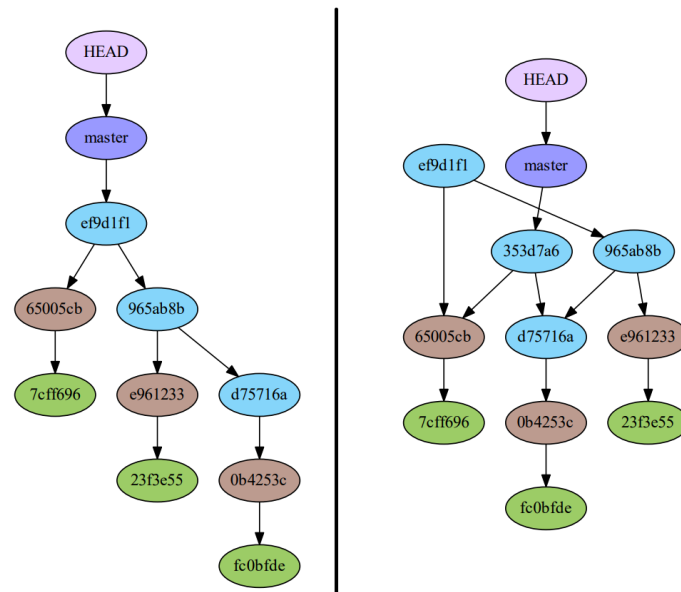 HEAD
master
ef9d1f1
65005cb
965ab8b
7cff696
e961233
d75716a
23f3e55
0b4253c
fc0bfde
HEAD
ef9d1f1
master
353d7a6
965ab8b
65005cb
d75716a
e961233
7cff696
0b4253c
23f3e55
fc0bfde